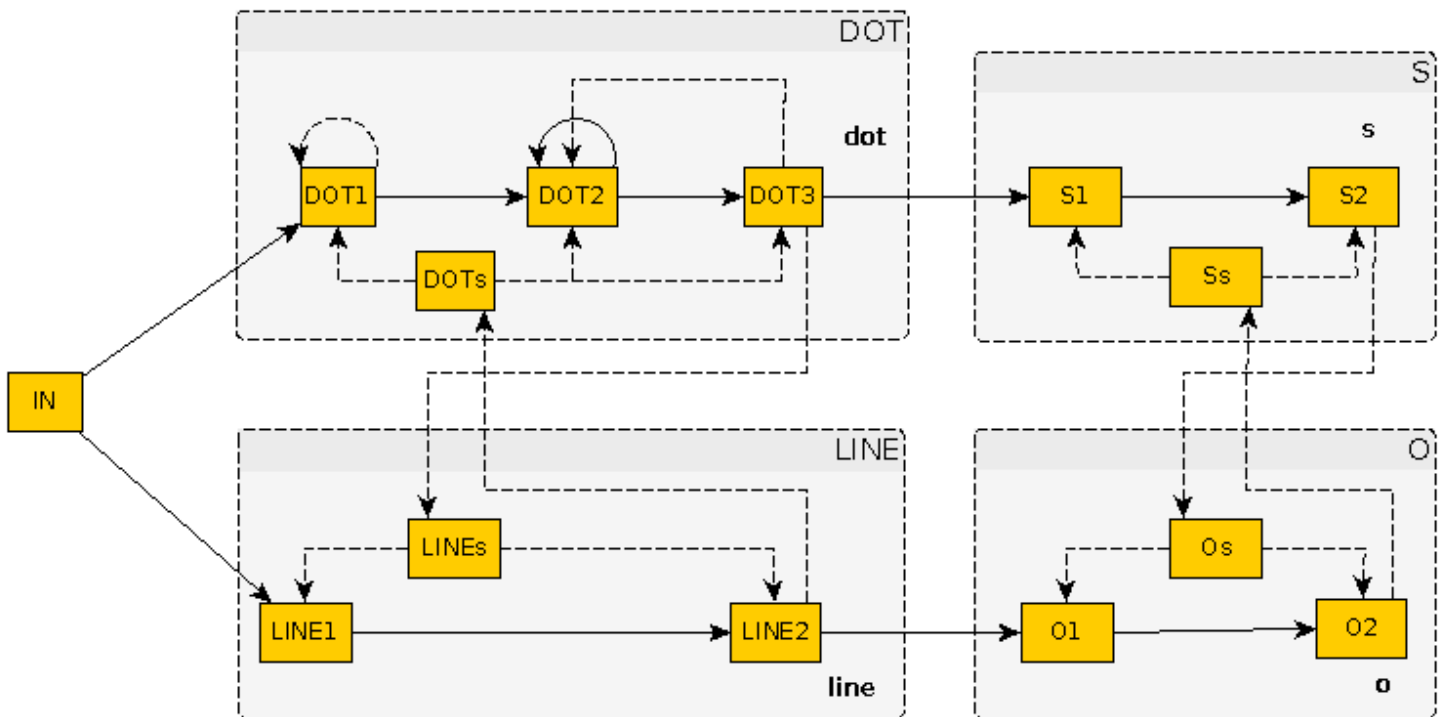 DOT
S
dot
s
DOT1
DOT2
DOT3
S1
S2
DOTs
Ss
IN
LINE
O
LINEs
Os
LINE1
LINE2
O1
O2
line
o